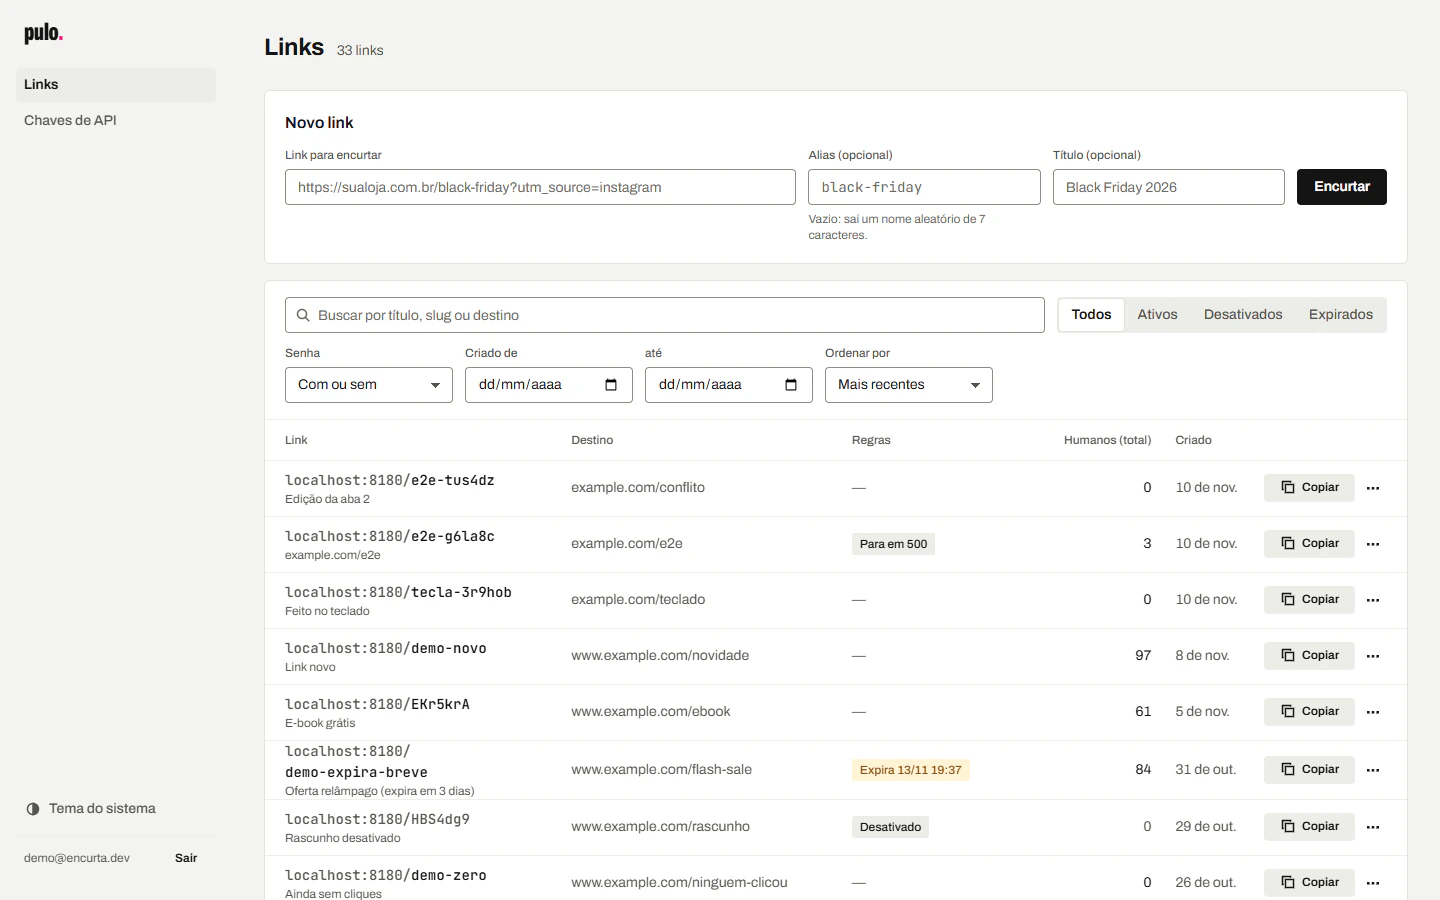 pulo.
Links
Chaves de API
Tema do sistema
demo@encurta.dev Sair
Links 33 links
Novo link
Link para encurtar Alias (opcional) Título (opcional)
https://sualoja.com.br/black-friday?utm_source=instagram black-friday Black Friday 2026 Encurtar
Vazio: sai um nome aleatório de 7
caracteres.
Buscar por título, slug ou destino Todos Ativos Desativados Expirados
Senha Criado de até Ordenar por
Com ou sem dd/mm/aaaa dd/mm/aaaa Mais recentes
Link Destino Regras Humanos (total) Criado
localhost:8180/e2e-tus4dz
Edição da aba 2
example.com/conflito — 0 10 de nov. Copiar ...
localhost:8180/e2e-g6la8c
example.com/e2e
example.com/e2e Para em 500 3 10 de nov. Copiar ...
localhost:8180/tecla-3r9hob
Feito no teclado
example.com/teclado — 0 10 de nov. Copiar ...
localhost:8180/demo-novo
Link novo
www.example.com/novidade — 97 8 de nov. Copiar ...
localhost:8180/EKr5krA
E-book grátis
www.example.com/ebook — 61 5 de nov. Copiar ...
localhost:8180/
demo-expira-breve
Oferta relâmpago (expira em 3 dias)
www.example.com/flash-sale Expira 13/11 19:37 84 31 de out. Copiar ...
localhost:8180/HBS4dg9
Rascunho desativado
www.example.com/rascunho Desativado 0 29 de out. Copiar ...
localhost:8180/demo-zero
Ainda sem cliques
www.example.com/ninguem-clicou — 0 26 de out. Copiar ...